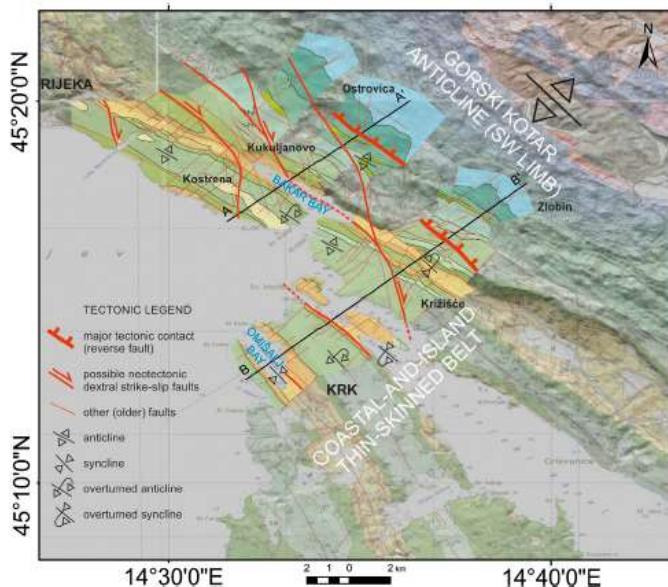 N
45°20'0"N
RIJEKA
Ostrovica
A'
GORSKI KOTAR
ANTICLINE (SW LIMB)
Kukuljanovo
Kostrena
BAKAR BAY
A
B'
Zlobin
Križišće
OMIŠALJ
BAY
B
KRK
COASTAL-AND-ISLAND
THIN-SKINNED BELT
TECTONIC LEGEND
major tectonic contact
(reverse fault)
possible neotectonic
dextral strike-slip faults
other (older) faults
anticline
syncline
overturned anticline
overturned syncline
45°10'0"N
14°30'0"E
2 1 0 2 km
14°40'0"E